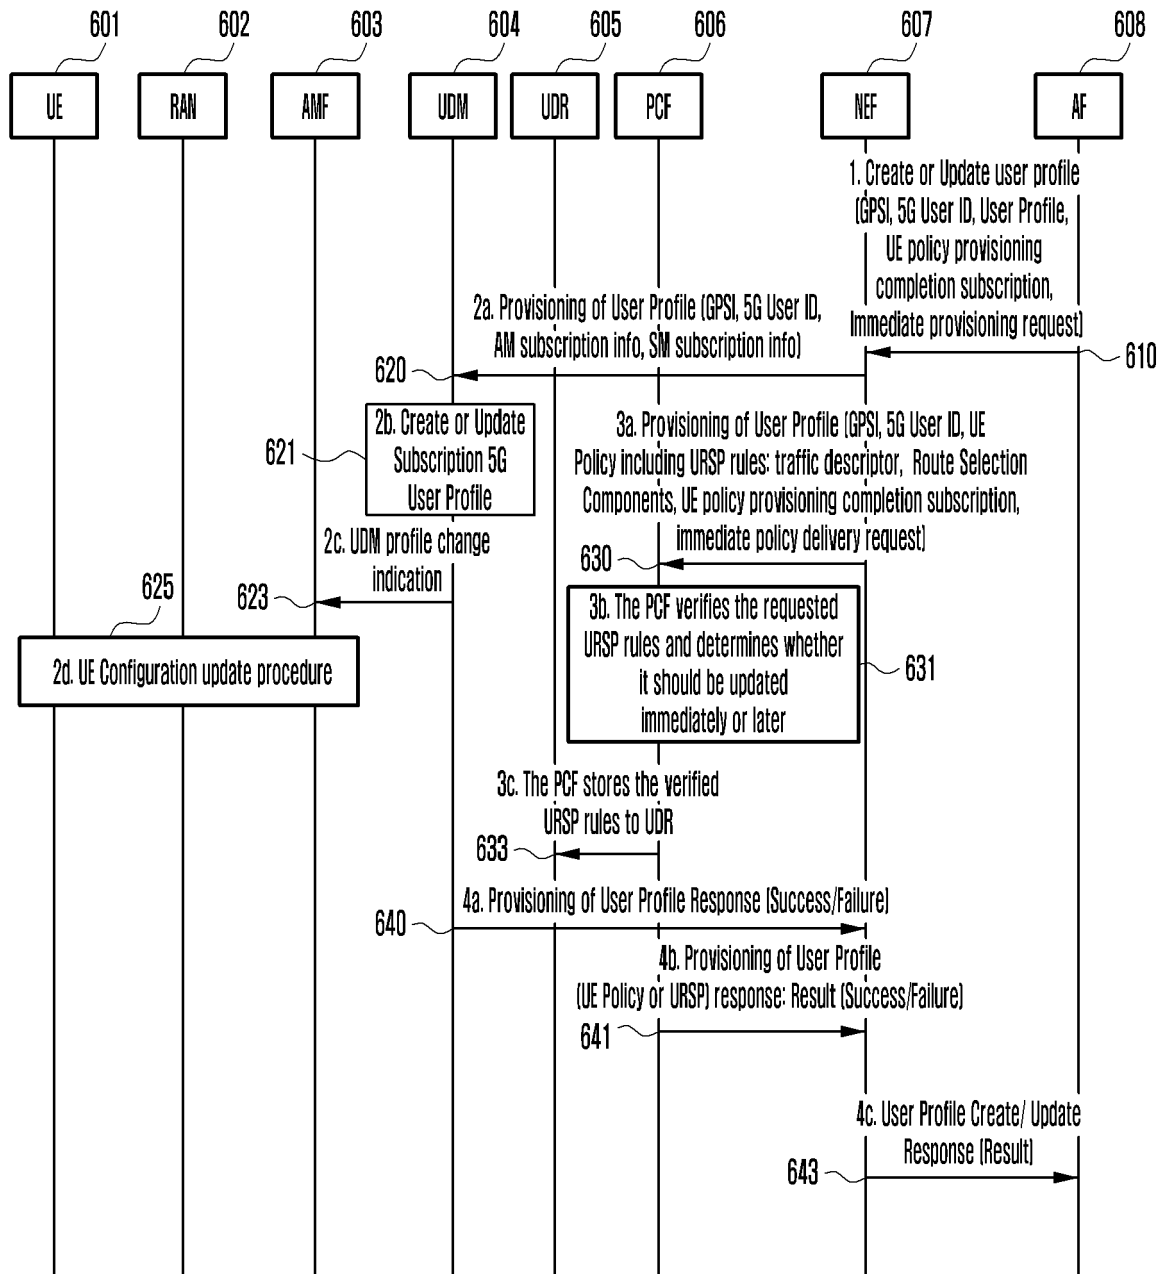 601
602
603
604
605
606
607
608
UE
RAN
AMF
UDM
UDR
PCF
NEF
AF
1. Create or Update user profile
(GPSI, 5G User ID, User Profile,
UE policy provisioning
completion subscription,
Immediate provisioning request)
610
2a. Provisioning of User Profile (GPSI, 5G User ID,
AM subscription info, SM subscription info)
620
2b. Create or Update
Subscription 5G
User Profile
621
3a. Provisioning of User Profile (GPSI, 5G User ID, UE
Policy including URSP rules: traffic descriptor, Route Selection
Components, UE policy provisioning completion subscription,
immediate policy delivery request)
630
2c. UDM profile change
indication
623
625
2d. UE Configuration update procedure
3b. The PCF verifies the requested
URSP rules and determines whether
it should be updated
immediately or later
631
3c. The PCF stores the verified
URSP rules to UDR
633
4a. Provisioning of User Profile Response (Success/Failure)
640
4b. Provisioning of User Profile
(UE Policy or URSP) response: Result (Success/Failure)
641
4c. User Profile Create/ Update
Response (Result)
643